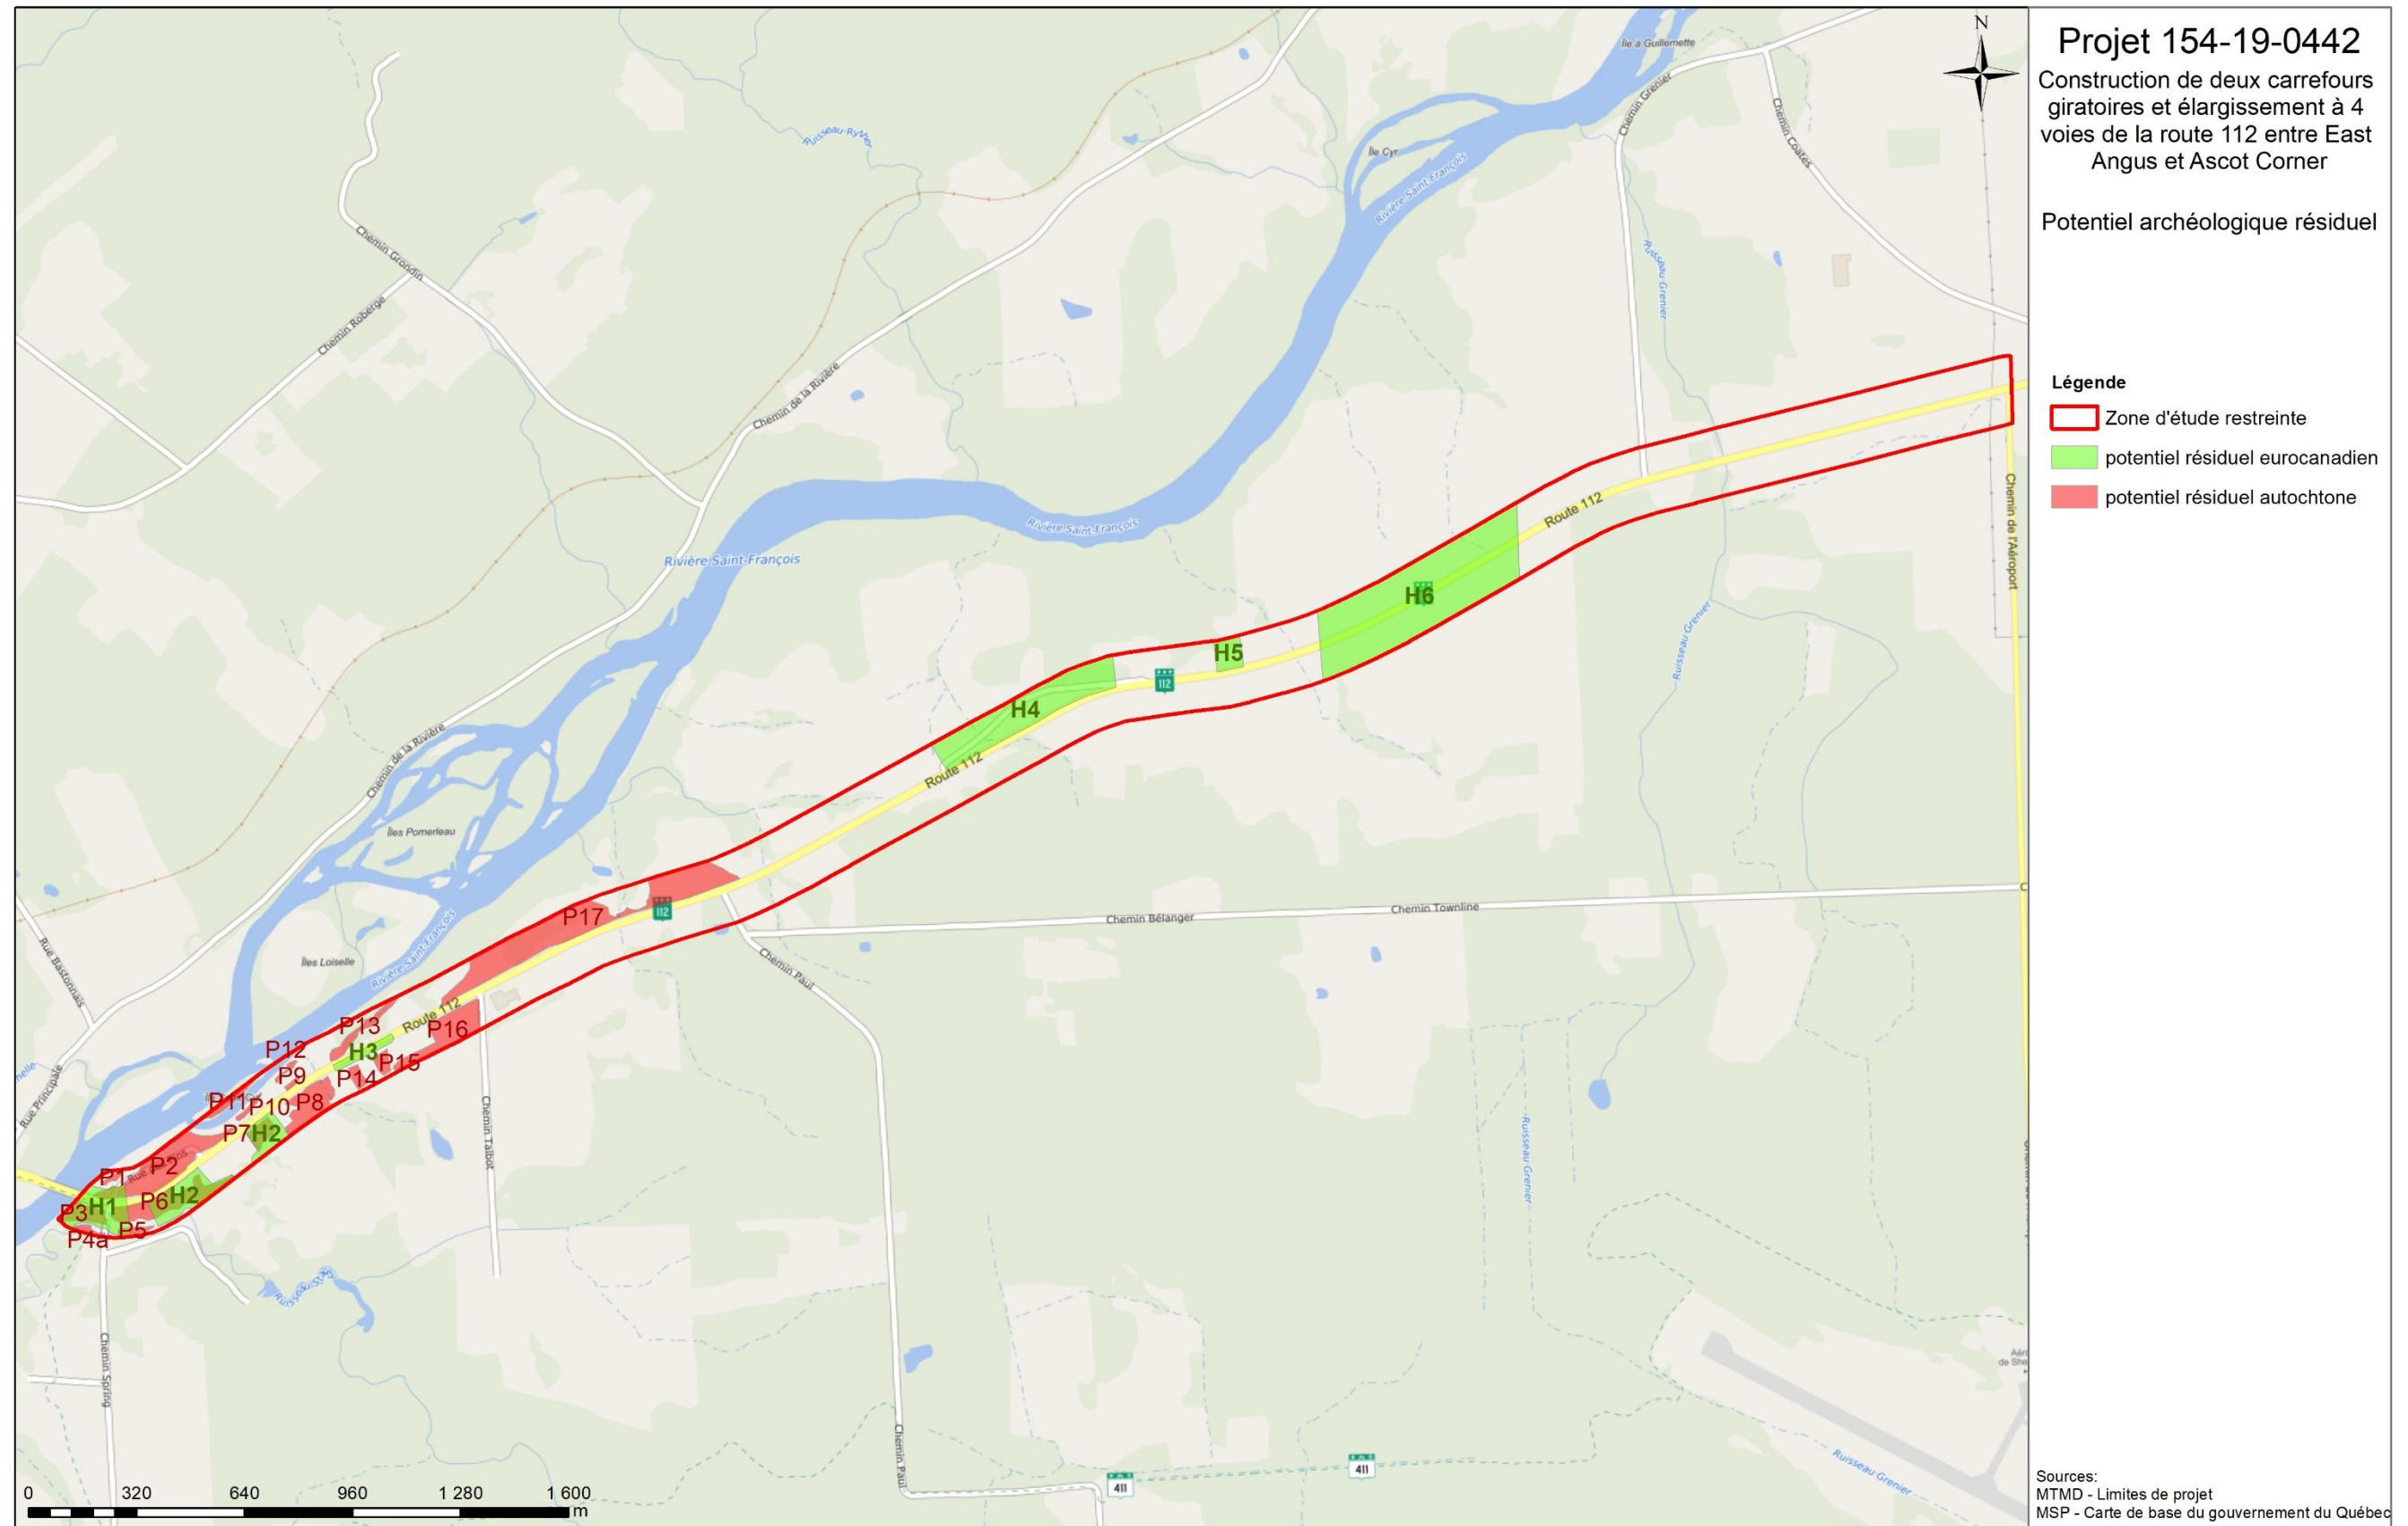 Projet 154-19-0442
Construction de deux carrefours
giratoires et élargissement à 4
voies de la route 112 entre East
Angus et Ascot Corner
Potentiel archéologique résiduel
Légende
Zone d'étude restreinte
potentiel résiduel eurocanadien
potentiel résiduel autochtone
N
Île à Guillemette
Chemin Grenier
Chemin Coates
Ruisseau Rymer
Île Cyr
Rivière Saint-François
Chemin Grondin
Chemin Roberge
Ruisseau Grenier
Chemin de la Rivière
Chemin de l'Aéroport
Route 112
Rivière Saint-François
Rivière Saint-François
H6
Ruisseau Grenier
H5
112
H4
Route 112
Chemin de la Rivière
Îles Pomerleau
P17
112
Chemin Bélanger
Chemin Townline
Rue Bastonnais
Îles Loiselle
Rivière Saint-François
Chemin Paul
Route 112
P13
P16
P12
H3
P15
P9
P14
Rue Principale
P11
P10
P8
P7
H2
Chemin Talbot
Ruisseau Grenier
P2
P1
P6
H2
H1
P3
P5
P4a
Chemin Spring
Chemin Paul
411
411
Ruisseau Grenier
Aér
de She
0 320 640 960 1 280 1 600
m
Sources:
MTMD - Limites de projet
MSP - Carte de base du gouvernement du Québec